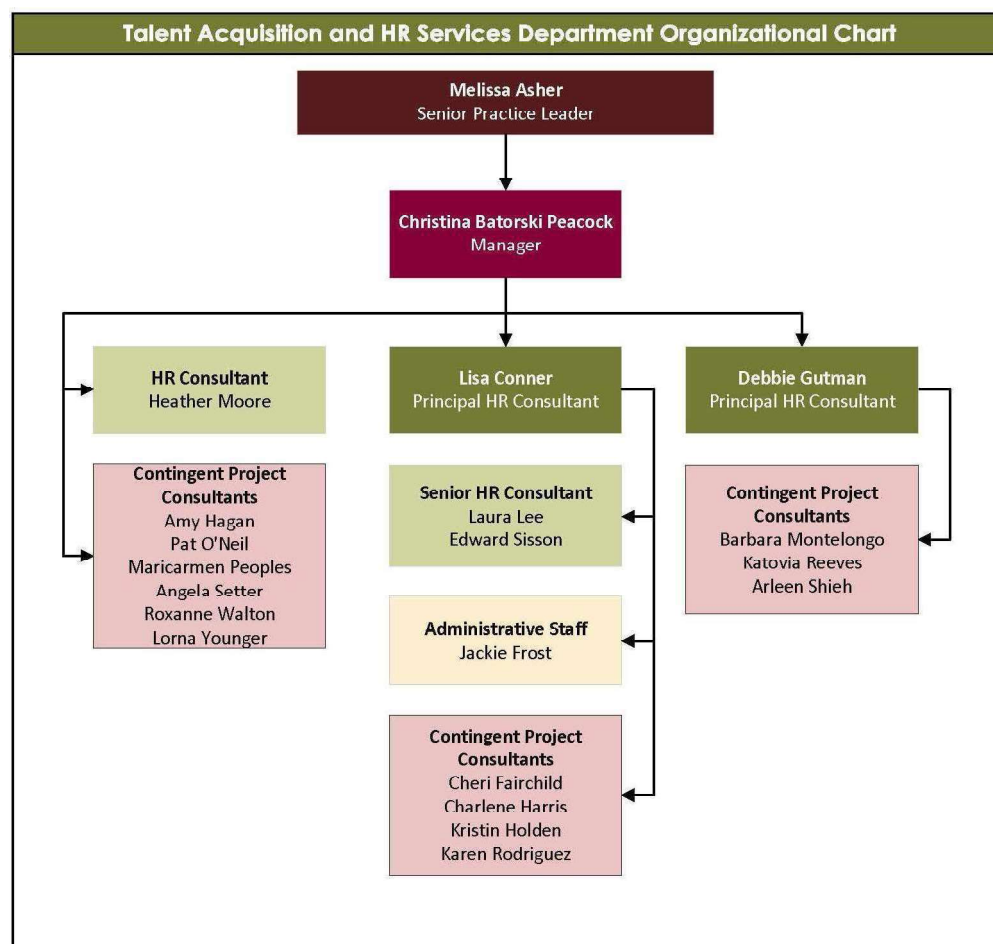 Talent Acquisition and HR Services Department Organizational Chart
Melissa Asher
Senior Practice Leader
Christina Batorski Peacock
Manager
HR Consultant
Heather Moore
Contingent Project
Consultants
Amy Hagan
Pat O'Neil
Maricarmen Peoples
Angela Setter
Roxanne Walton
Lorna Younger
Lisa Conner
Principal HR Consultant
Senior HR Consultant
Laura Lee
Edward Sisson
Administrative Staff
Jackie Frost
Contingent Project
Consultants
Cheri Fairchild
Charlene Harris
Kristin Holden
Karen Rodriguez
Debbie Gutman
Principal HR Consultant
Contingent Project
Consultants
Barbara Montelongo
Katovia Reeves
Arleen Shieh